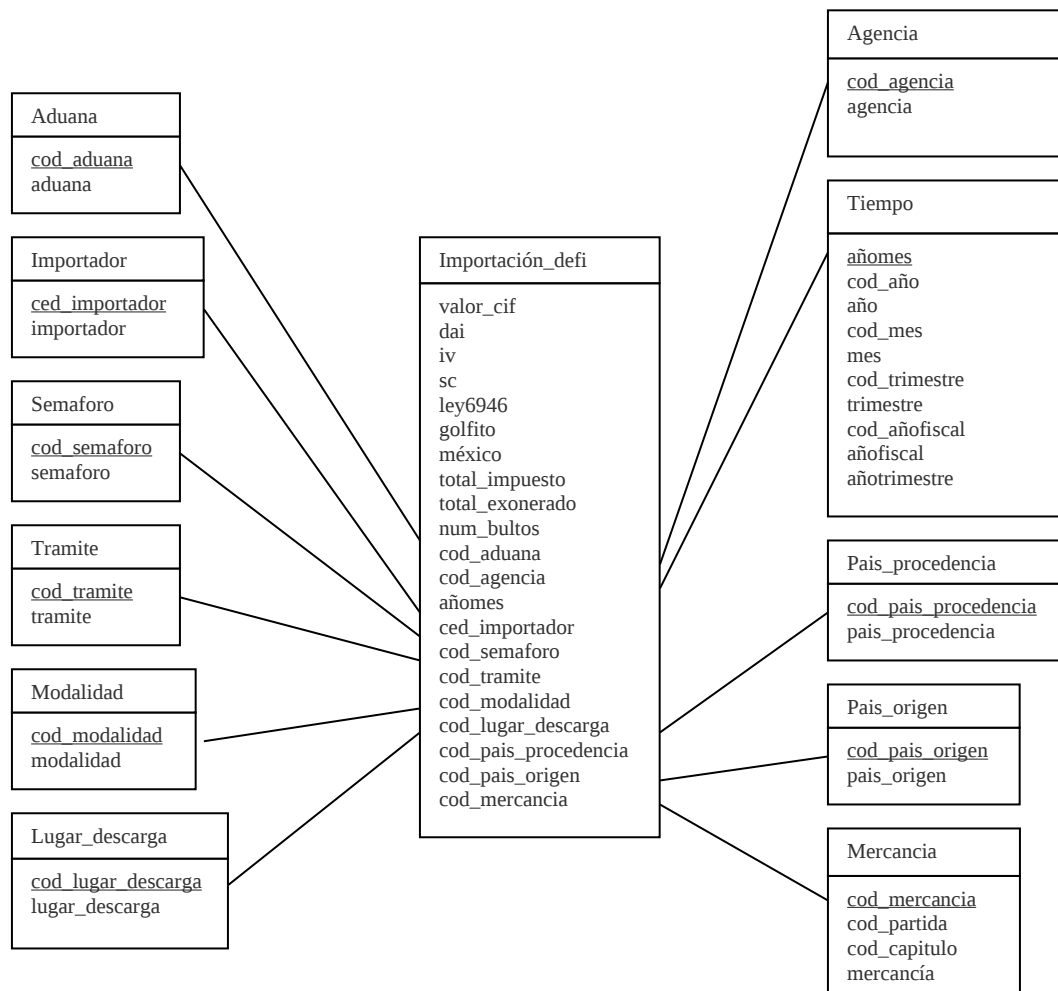 Aduana
cod_aduana
aduana
Importador
ced_importador
importador
Semaforo
cod_semaforo
semaforo
Tramite
cod_tramite
tramite
Modalidad
cod_modalidad
modalidad
Lugar_descarga
cod_lugar_descarga
lugar_descarga
Importación_defi
valor_cif
dai
iv
sc
ley6946
golfito
méxico
total_impuesto
total_exonerado
num_bultos
cod_aduana
cod_agencia
añomes
ced_importador
cod_semaforo
cod_tramite
cod_modalidad
cod_lugar_descarga
cod_pais_procedencia
cod_pais_origen
cod_mercancia
Agencia
cod_agencia
agencia
Tiempo
añomes
cod_año
año
cod_mes
mes
cod_trimestre
trimestre
cod_añofiscal
añofiscal
añotrimestre
Pais_procedencia
cod_pais_procedencia
pais_procedencia
Pais_origen
cod_pais_origen
pais_origen
Mercancia
cod_mercancia
cod_partida
cod_capitulo
mercancía